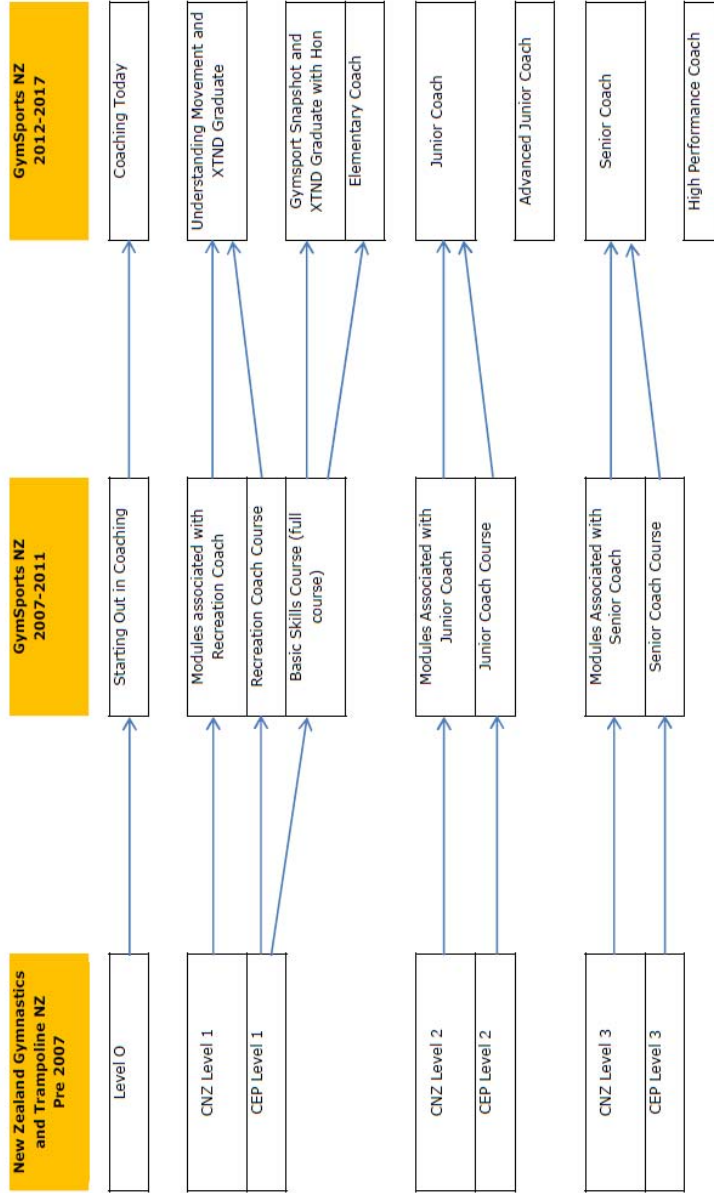 New Zealand Gymnastics
and Trampoline NZ
Pre 2007
Level O
CNZ Level 1
CEP Level 1
CNZ Level 2
CEP Level 2
CNZ Level 3
CEP Level 3
GymSports NZ
2007-2011
Starting Out in Coaching
Modules associated with
Recreation Coach
Recreation Coach Course
Basic Skills Course (full
course)
Modules Associated with
Junior Coach
Junior Coach Course
Modules Associated with
Senior Coach
Senior Coach Course
GymSports NZ
2012-2017
Coaching Today
Understanding Movement and
XTND Graduate
Gymsport Snapshot and
XTND Graduate with Hon
Elementary Coach
Junior Coach
Advanced Junior Coach
Senior Coach
High Performance Coach